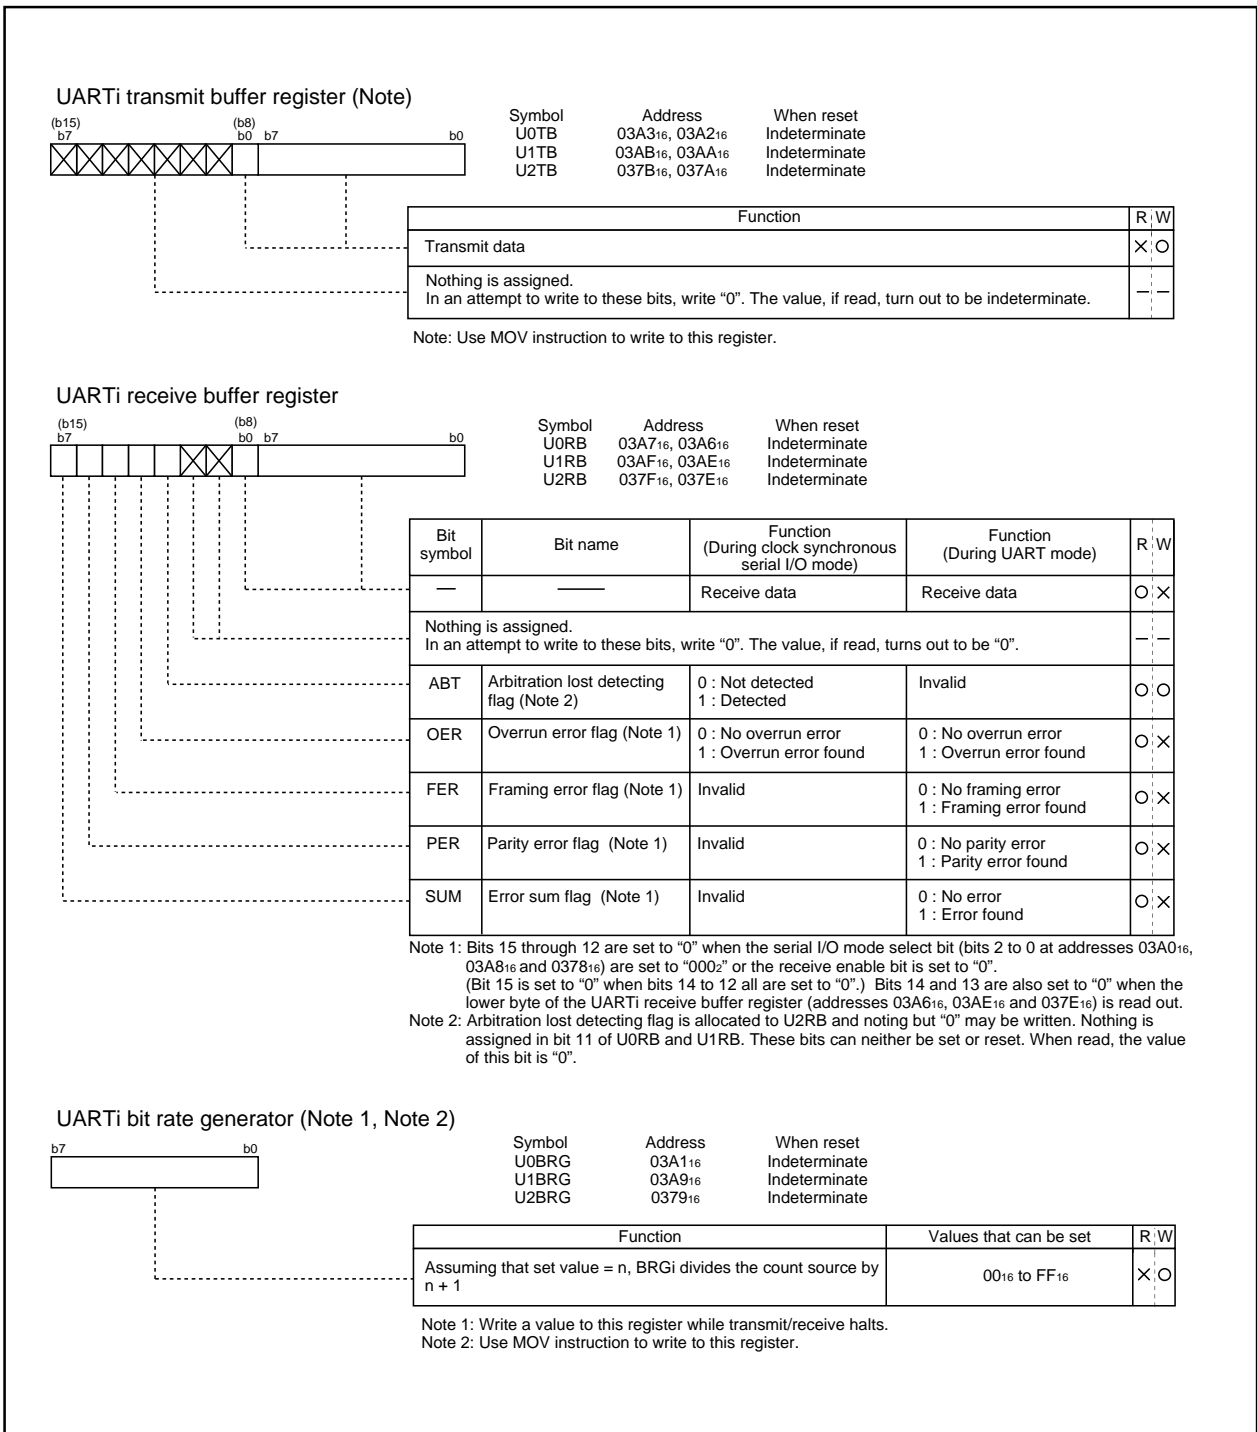 UARTi transmit buffer register (Note)
(b15) (b8)
b7 b0 b7 b0
Symbol Address When reset
U0TB 03A3₁₆, 03A2₁₆ Indeterminate
U1TB 03AB₁₆, 03AA₁₆ Indeterminate
U2TB 037B₁₆, 037A₁₆ Indeterminate
Function R W
Transmit data × ○
Nothing is assigned.
In an attempt to write to these bits, write “0”. The value, if read, turn out to be indeterminate. – –
Note: Use MOV instruction to write to this register.
UARTi receive buffer register
(b15) (b8)
b7 b0 b7 b0
Symbol Address When reset
U0RB 03A7₁₆, 03A6₁₆ Indeterminate
U1RB 03AF₁₆, 03AE₁₆ Indeterminate
U2RB 037F₁₆, 037E₁₆ Indeterminate
Bit symbol Bit name Function (During clock synchronous serial I/O mode) Function (During UART mode) R W
— —— Receive data Receive data ○ ×
Nothing is assigned.
In an attempt to write to these bits, write “0”. The value, if read, turns out to be “0”. – –
ABT Arbitration lost detecting flag (Note 2) 0 : Not detected 1 : Detected Invalid ○ ○
OER Overrun error flag (Note 1) 0 : No overrun error 1 : Overrun error found 0 : No overrun error 1 : Overrun error found ○ ×
FER Framing error flag (Note 1) Invalid 0 : No framing error 1 : Framing error found ○ ×
PER Parity error flag (Note 1) Invalid 0 : No parity error 1 : Parity error found ○ ×
SUM Error sum flag (Note 1) Invalid 0 : No error 1 : Error found ○ ×
Note 1: Bits 15 through 12 are set to “0” when the serial I/O mode select bit (bits 2 to 0 at addresses 03A0₁₆,
03A8₁₆ and 0378₁₆) are set to “000₂” or the receive enable bit is set to “0”.
(Bit 15 is set to “0” when bits 14 to 12 all are set to “0”.) Bits 14 and 13 are also set to “0” when the
lower byte of the UARTi receive buffer register (addresses 03A6₁₆, 03AE₁₆ and 037E₁₆) is read out.
Note 2: Arbitration lost detecting flag is allocated to U2RB and noting but “0” may be written. Nothing is
assigned in bit 11 of U0RB and U1RB. These bits can neither be set or reset. When read, the value
of this bit is “0”.
UARTi bit rate generator (Note 1, Note 2)
b7 b0
Symbol Address When reset
U0BRG 03A1₁₆ Indeterminate
U1BRG 03A9₁₆ Indeterminate
U2BRG 0379₁₆ Indeterminate
Function Values that can be set R W
Assuming that set value = n, BRGi divides the count source by
n + 1 00₁₆ to FF₁₆ × ○
Note 1: Write a value to this register while transmit/receive halts.
Note 2: Use MOV instruction to write to this register.